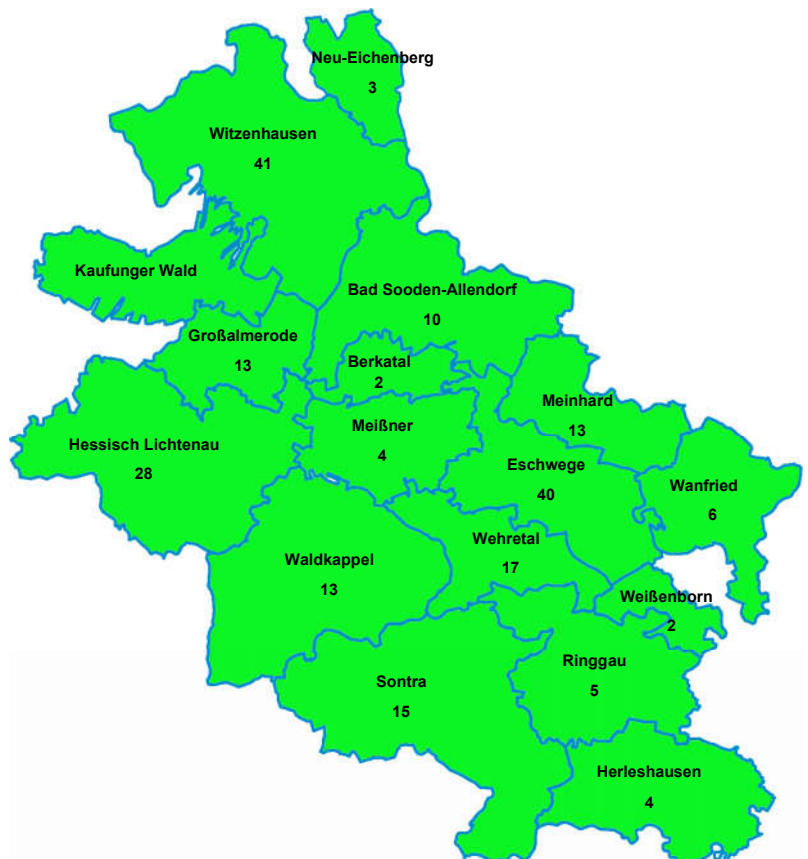 Neu-Eichenberg
3
Witzenhausen
41
Kaufunger Wald
Bad Sooden-Allendorf
10
Großalmerode
13
Berkatal
2
Meinhard
13
Meißner
4
Hessisch Lichtenau
28
Eschwege
40
Wanfried
6
Wehretal
17
Waldkappel
13
Weißenborn
2
Ringgau
5
Sontra
15
Herleshausen
4